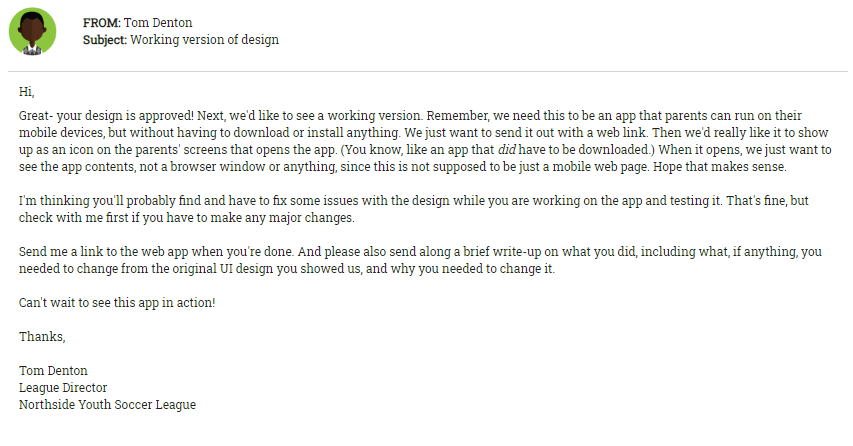 FROM: Tom Denton
Subject: Working version of design
Hi,
Great- your design is approved! Next, we'd like to see a working version. Remember, we need this to be an app that parents can run on their
mobile devices, but without having to download or install anything. We just want to send it out with a web link. Then we'd really like it to show
up as an icon on the parents' screens that opens the app. (You know, like an app that did have to be downloaded.) When it opens, we just want to
see the app contents, not a browser window or anything, since this is not supposed to be just a mobile web page. Hope that makes sense.
I'm thinking you'll probably find and have to fix some issues with the design while you are working on the app and testing it. That's fine, but
check with me first if you have to make any major changes.
Send me a link to the web app when you're done. And please also send along a brief write-up on what you did, including what, if anything, you
needed to change from the original UI design you showed us, and why you needed to change it.
Can't wait to see this app in action!
Thanks,
Tom Denton
League Director
Northside Youth Soccer League